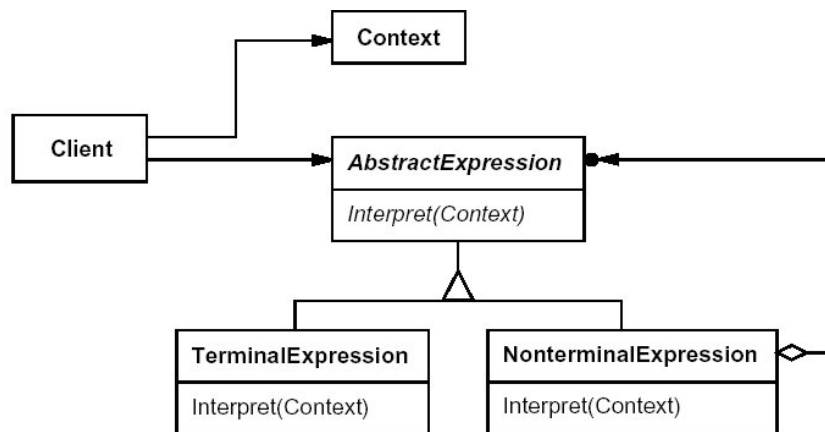 Context
Client
AbstractExpression
Interpret(Context)
TerminalExpression
Interpret(Context)
NonterminalExpression
Interpret(Context)